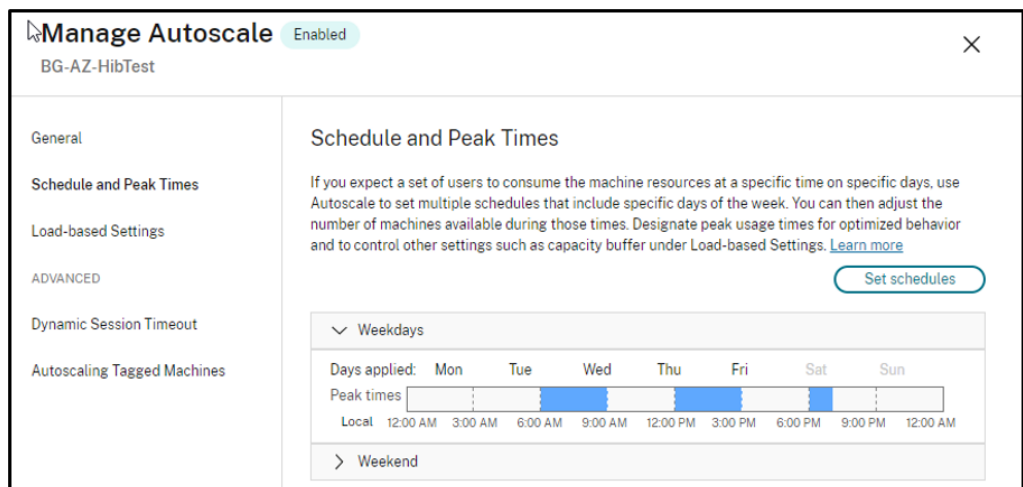 Manage Autoscale Enabled
BG-AZ-HibTest
General
Schedule and Peak Times
Load-based Settings
ADVANCED
Dynamic Session Timeout
Autoscaling Tagged Machines
Schedule and Peak Times
If you expect a set of users to consume the machine resources at a specific time on specific days, use
Autoscale to set multiple schedules that include specific days of the week. You can then adjust the
number of machines available during those times. Designate peak usage times for optimized behavior
and to control other settings such as capacity buffer under Load-based Settings. Learn more
Set schedules
Weekdays
Days applied: Mon Tue Wed Thu Fri Sat Sun
Peak times
Local 12:00 AM 3:00 AM 6:00 AM 9:00 AM 12:00 PM 3:00 PM 6:00 PM 9:00 PM 12:00 AM
Weekend